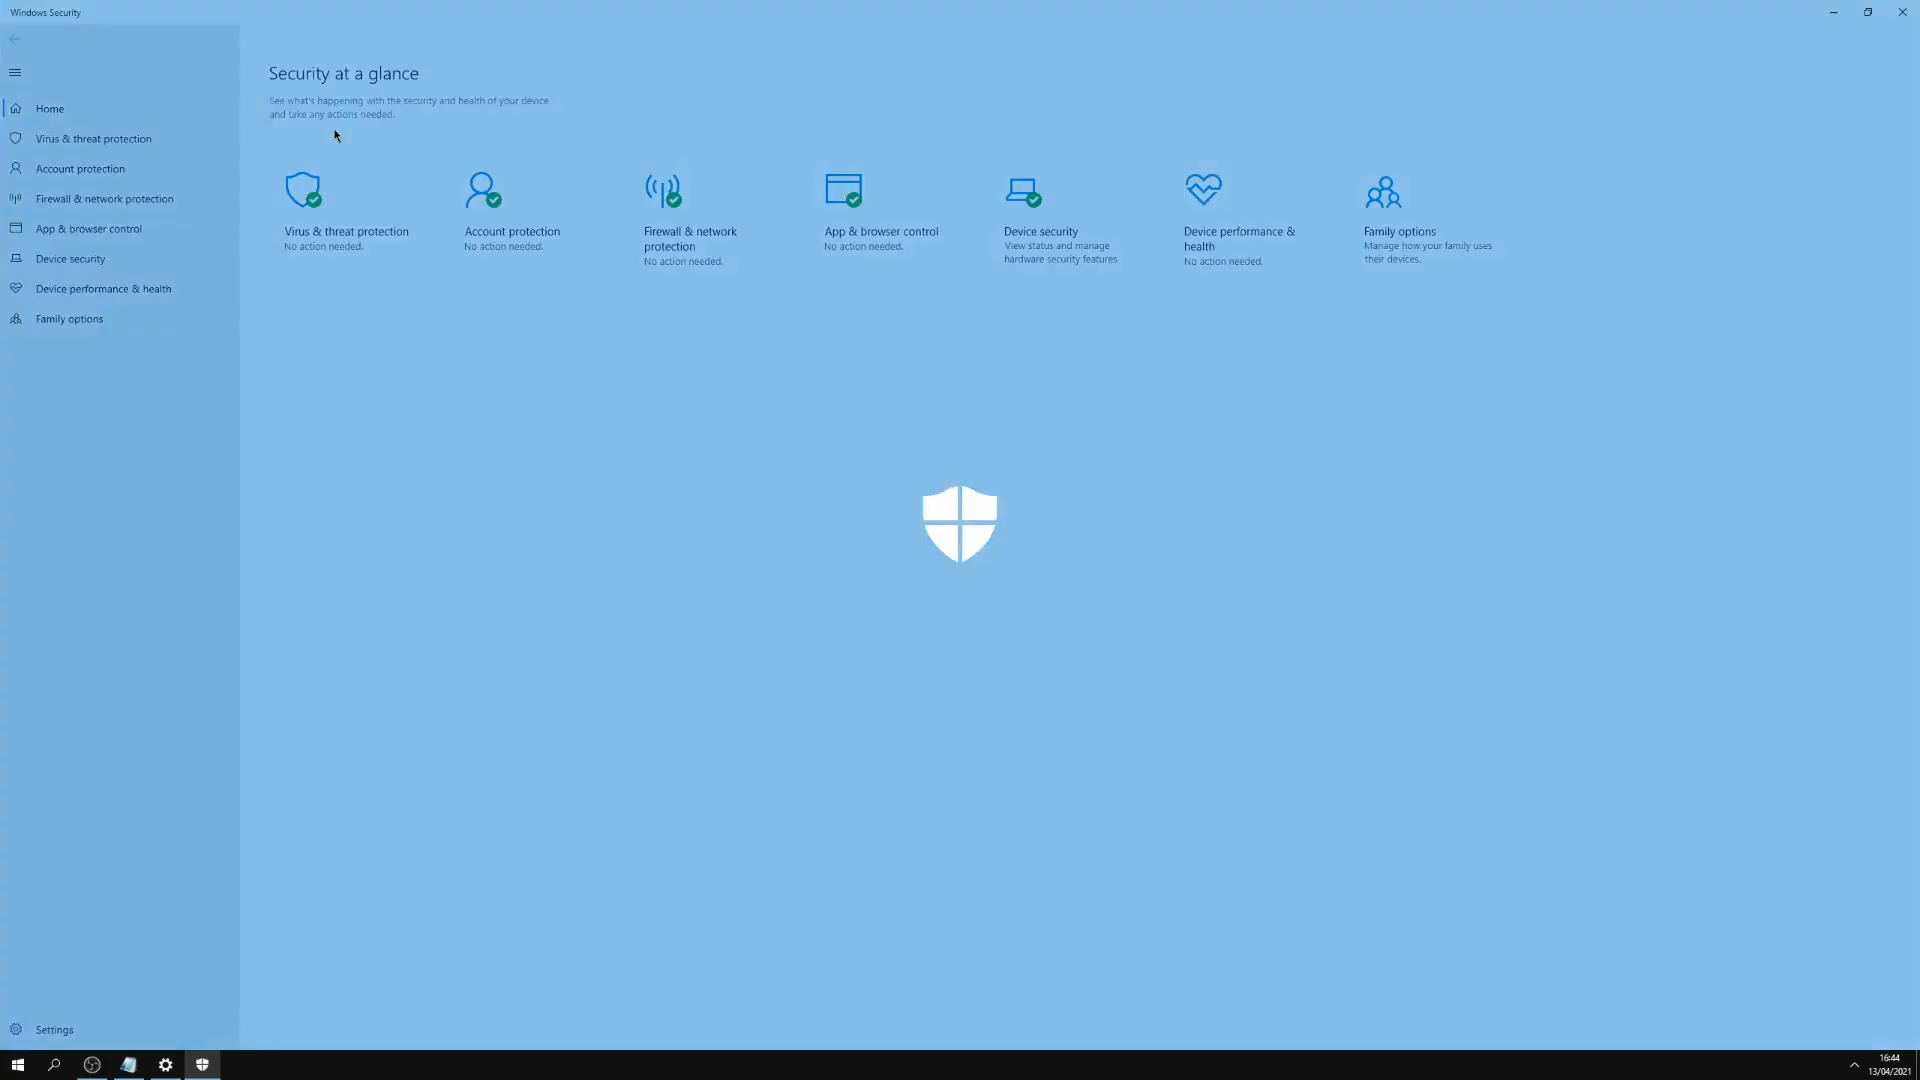 Windows Security
Home
Virus & threat protection
Account protection
Firewall & network protection
App & browser control
Device security
Device performance & health
Family options
Settings
Security at a glance
See what's happening with the security and health of your device
and take any actions needed.
Virus & threat protection
No action needed.
Account protection
No action needed.
Firewall & network
protection
No action needed.
App & browser control
No action needed.
Device security
View status and manage
hardware security features
Device performance &
health
No action needed.
Family options
Manage how your family uses
their devices.
16:44
13/04/2021